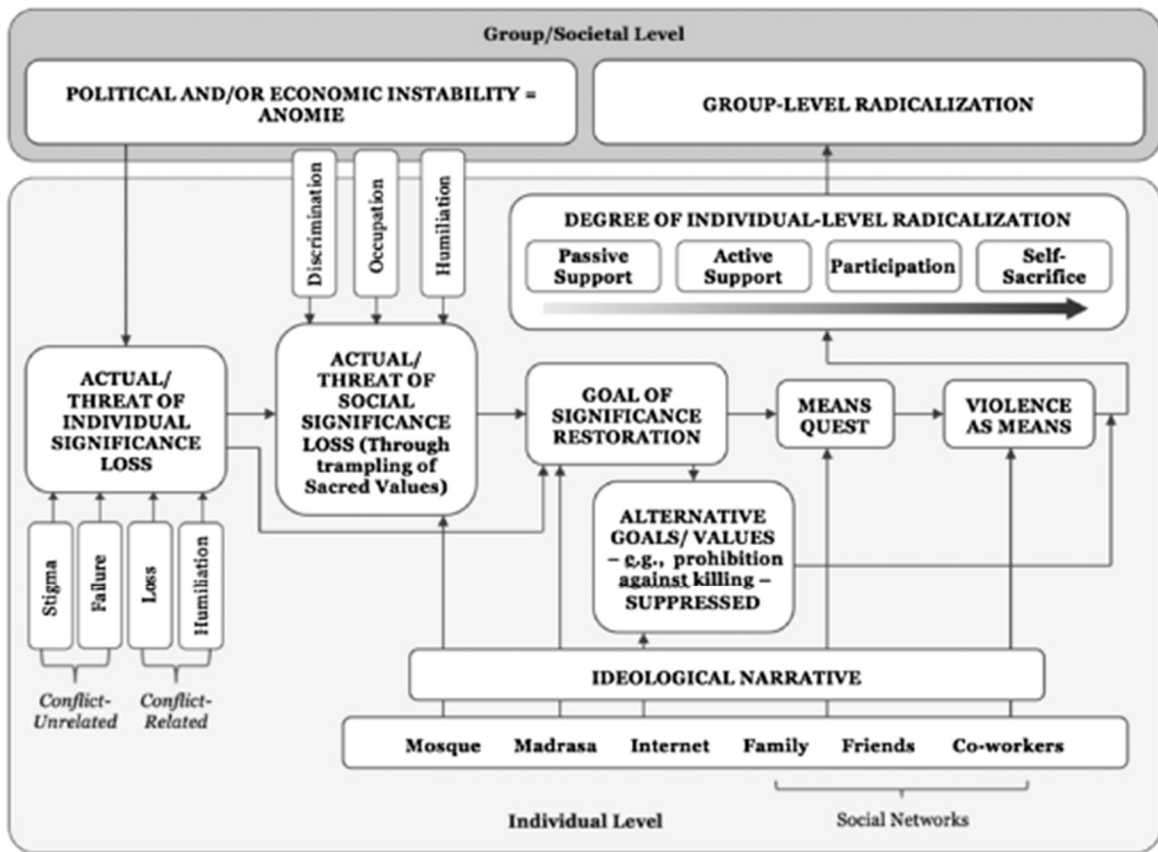 Group/Societal Level
POLITICAL AND/OR ECONOMIC INSTABILITY =
ANOMIE
GROUP-LEVEL RADICALIZATION
Discrimination
Occupation
Humiliation
DEGREE OF INDIVIDUAL-LEVEL RADICALIZATION
Passive
Support
Active
Support
Participation
Self-
Sacrifice
ACTUAL/
THREAT OF
INDIVIDUAL
SIGNIFICANCE
LOSS
ACTUAL/
THREAT OF
SOCIAL
SIGNIFICANCE
LOSS (Through
trampling of
Sacred Values)
GOAL OF
SIGNIFICANCE
RESTORATION
MEANS
QUEST
VIOLENCE
AS MEANS
ALTERNATIVE
GOALS/ VALUES
– e.g., prohibition
against killing –
SUPPRESSED
Stigma
Failure
Loss
Humiliation
Conflict-
Unrelated
Conflict-
Related
IDEOLOGICAL NARRATIVE
Mosque Madrasa Internet Family Friends Co-workers
Social Networks
Individual Level